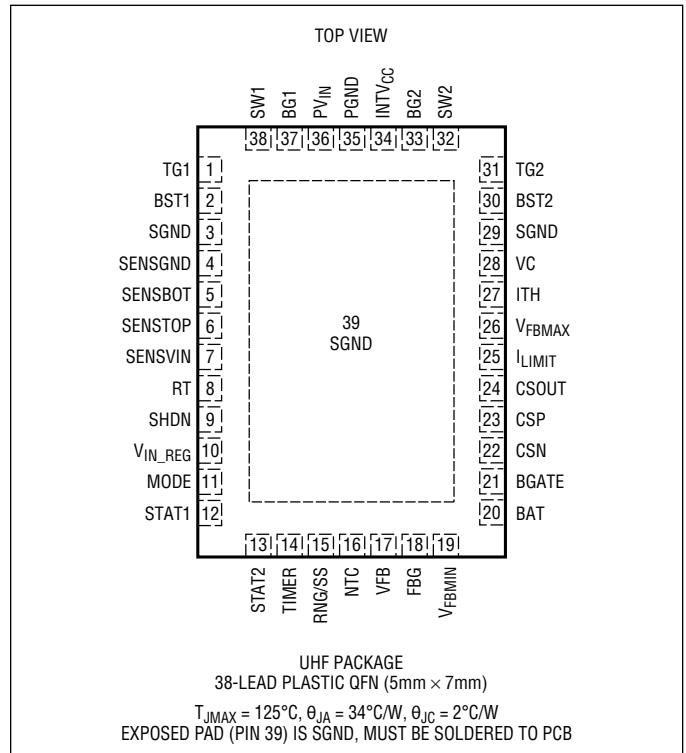 TOP VIEW
SW1
BG1
PVIN
PGND
INTVCC
BG2
SW2
38 37 36 35 34 33 32
TG1 1
BST1 2
SGND 3
SENSGND 4
SENSBOT 5
SENSTOP 6
SENSVIN 7
RT 8
SHDN 9
VIN_REG 10
MODE 11
STAT1 12
39
SGND
31 TG2
30 BST2
29 SGND
28 VC
27 ITH
26 VFBMAX
25 ILIMIT
24 CSOUT
23 CSP
22 CSN
21 BGATE
20 BAT
13 14 15 16 17 18 19
STAT2
TIMER
RNG/SS
NTC
VFB
FBG
VFBMIN
UHF PACKAGE
38-LEAD PLASTIC QFN (5mm × 7mm)
TJMAX = 125°C, θJA = 34°C/W, θJC = 2°C/W
EXPOSED PAD (PIN 39) IS SGND, MUST BE SOLDERED TO PCB